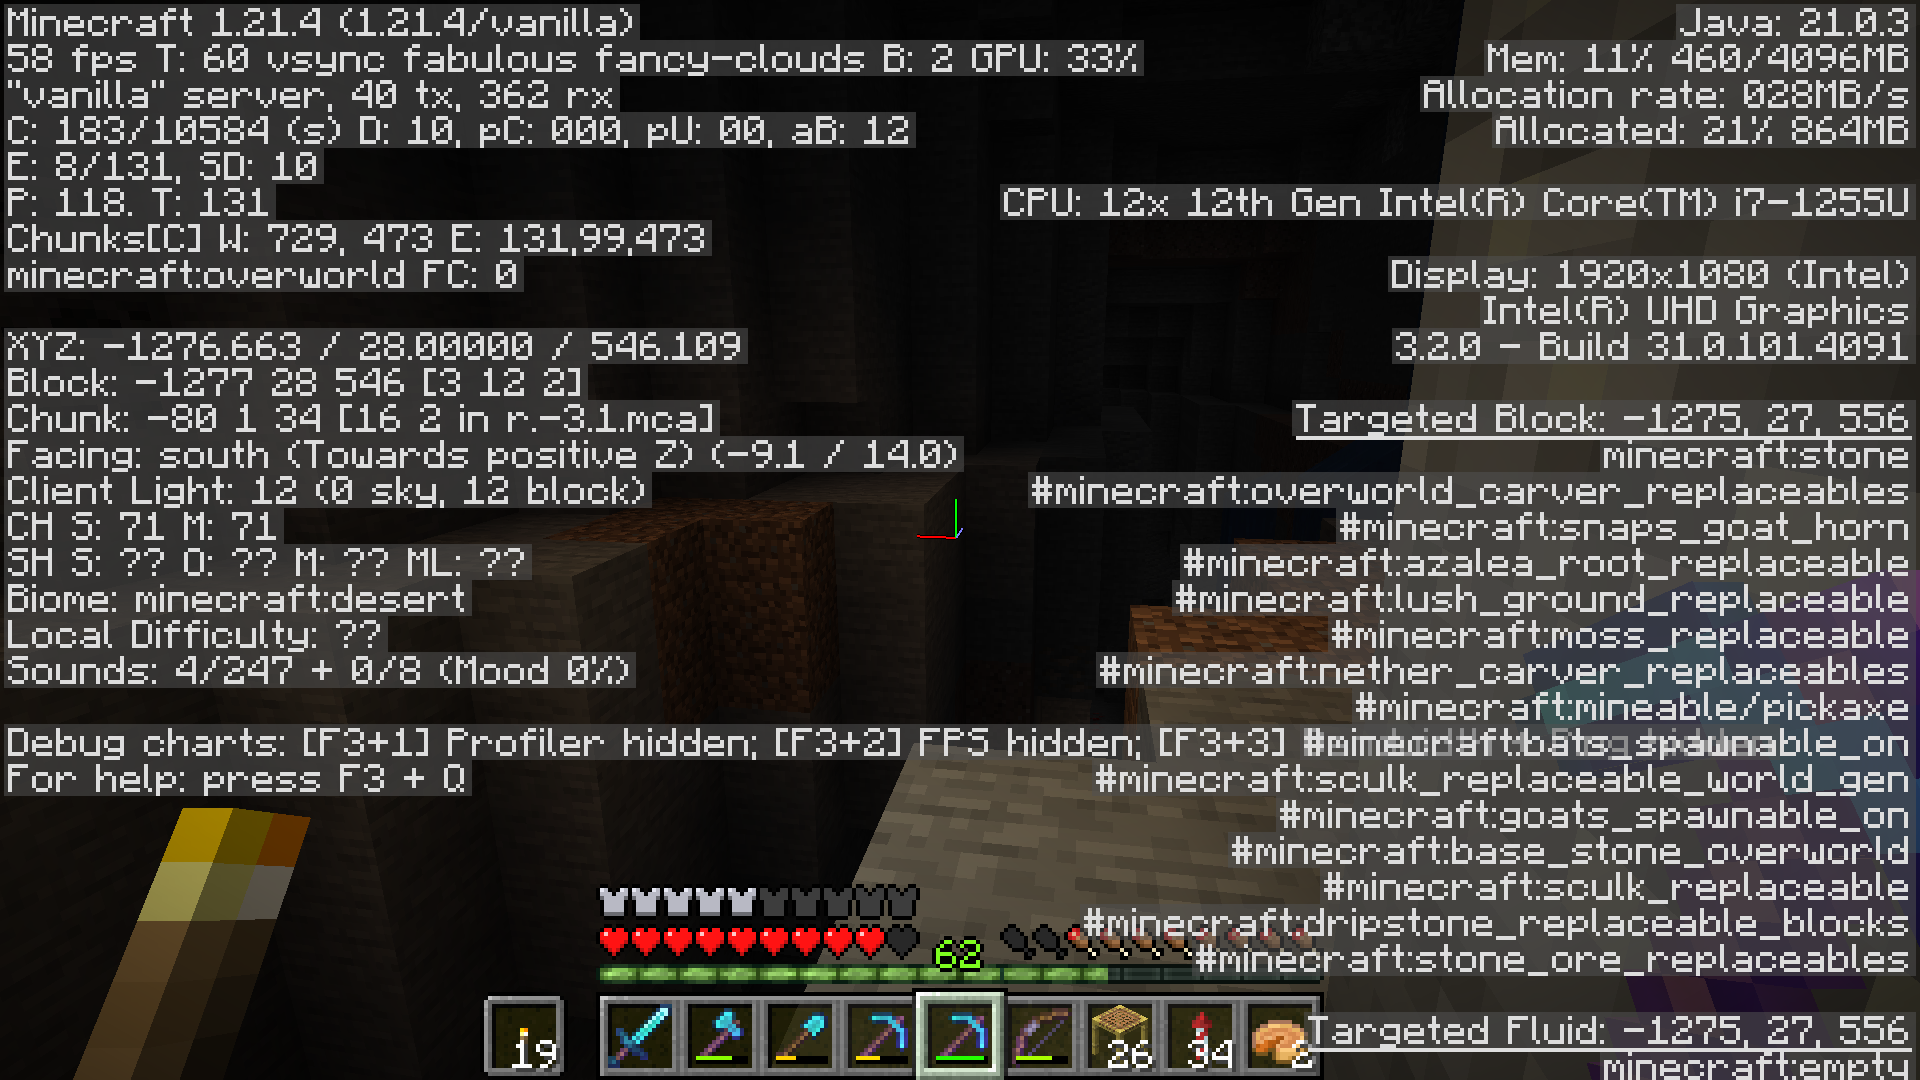 Minecraft 1.21.4 (1.21.4/vanilla)
58 fps T: 60 vsync fabulous fancy-clouds B: 2 GPU: 33%
"vanilla" server, 40 tx, 362 rx
C: 183/10584 (s) D: 10, pC: 000, pU: 00, aB: 12
E: 8/131, SD: 10
P: 118. T: 131
Chunks[C] W: 729, 473 E: 131,99,473
minecraft:overworld FC: 0
XYZ: -1276.663 / 28.00000 / 546.109
Block: -1277 28 546 [3 12 2]
Chunk: -80 1 34 [16 2 in r.-3.1.mca]
Facing: south (Towards positive Z) (-9.1 / 14.0)
Client Light: 12 (0 sky, 12 block)
CH S: 71 M: 71
SH S: ?? O: ?? M: ?? ML: ??
Biome: minecraft:desert
Local Difficulty: ??
Sounds: 4/247 + 0/8 (Mood 0%)
Debug charts: [F3+1] Profiler hidden; [F3+2] FPS hidden; [F3+3]
For help: press F3 + Q
Java: 21.0.3
Mem: 11% 460/4096MB
Allocation rate: 028MB/s
Allocated: 21% 864MB
CPU: 12x 12th Gen Intel(R) Core(TM) i7-1255U
Display: 1920x1080 (Intel)
Intel(R) UHD Graphics
3.2.0 - Build 31.0.101.4091
Targeted Block: -1275, 27, 556
minecraft:stone
#minecraft:overworld_carver_replaceables
#minecraft:snaps_goat_horn
#minecraft:azalea_root_replaceable
#minecraft:lush_ground_replaceable
#minecraft:moss_replaceable
#minecraft:nether_carver_replaceables
#minecraft:mineable/pickaxe
#minecraft:bats_spawnable_on
#minecraft:sculk_replaceable_world_gen
#minecraft:goats_spawnable_on
#minecraft:base_stone_overworld
#minecraft:sculk_replaceable
#minecraft:dripstone_replaceable_blocks
#minecraft:stone_ore_replaceables
Targeted Fluid: -1275, 27, 556
minecraft:empty
62
19
26
34
2